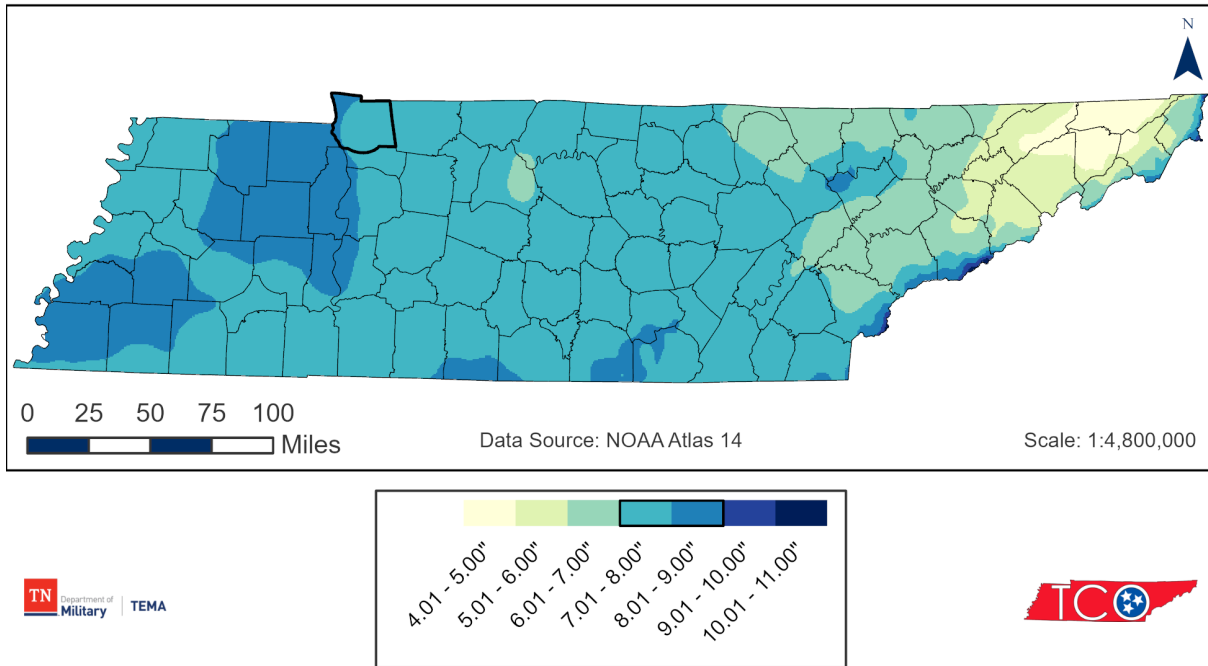 N
0 25 50 75 100
Miles
Data Source: NOAA Atlas 14
Scale: 1:4,800,000
4.01 - 5.00"
5.01 - 6.00"
6.01 - 7.00"
7.01 - 8.00"
8.01 - 9.00"
9.01 - 10.00"
10.01 - 11.00"
TN
Department of
Military
TEMA
TCO